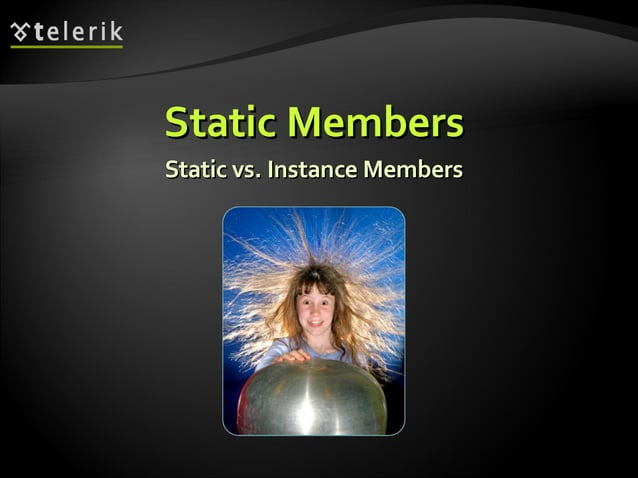 telerik
Static Members
Static vs. Instance Members